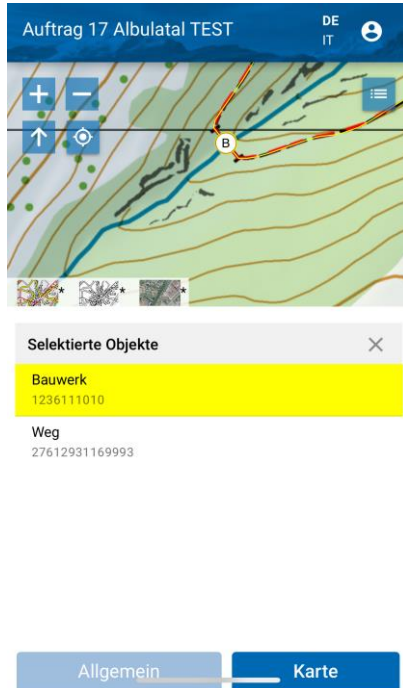 Auftrag 17 Albulatal TEST
DE
IT
B
*
*
*
Selektierte Objekte
Bauwerk
1236111010
Weg
27612931169993
Allgemein
Karte